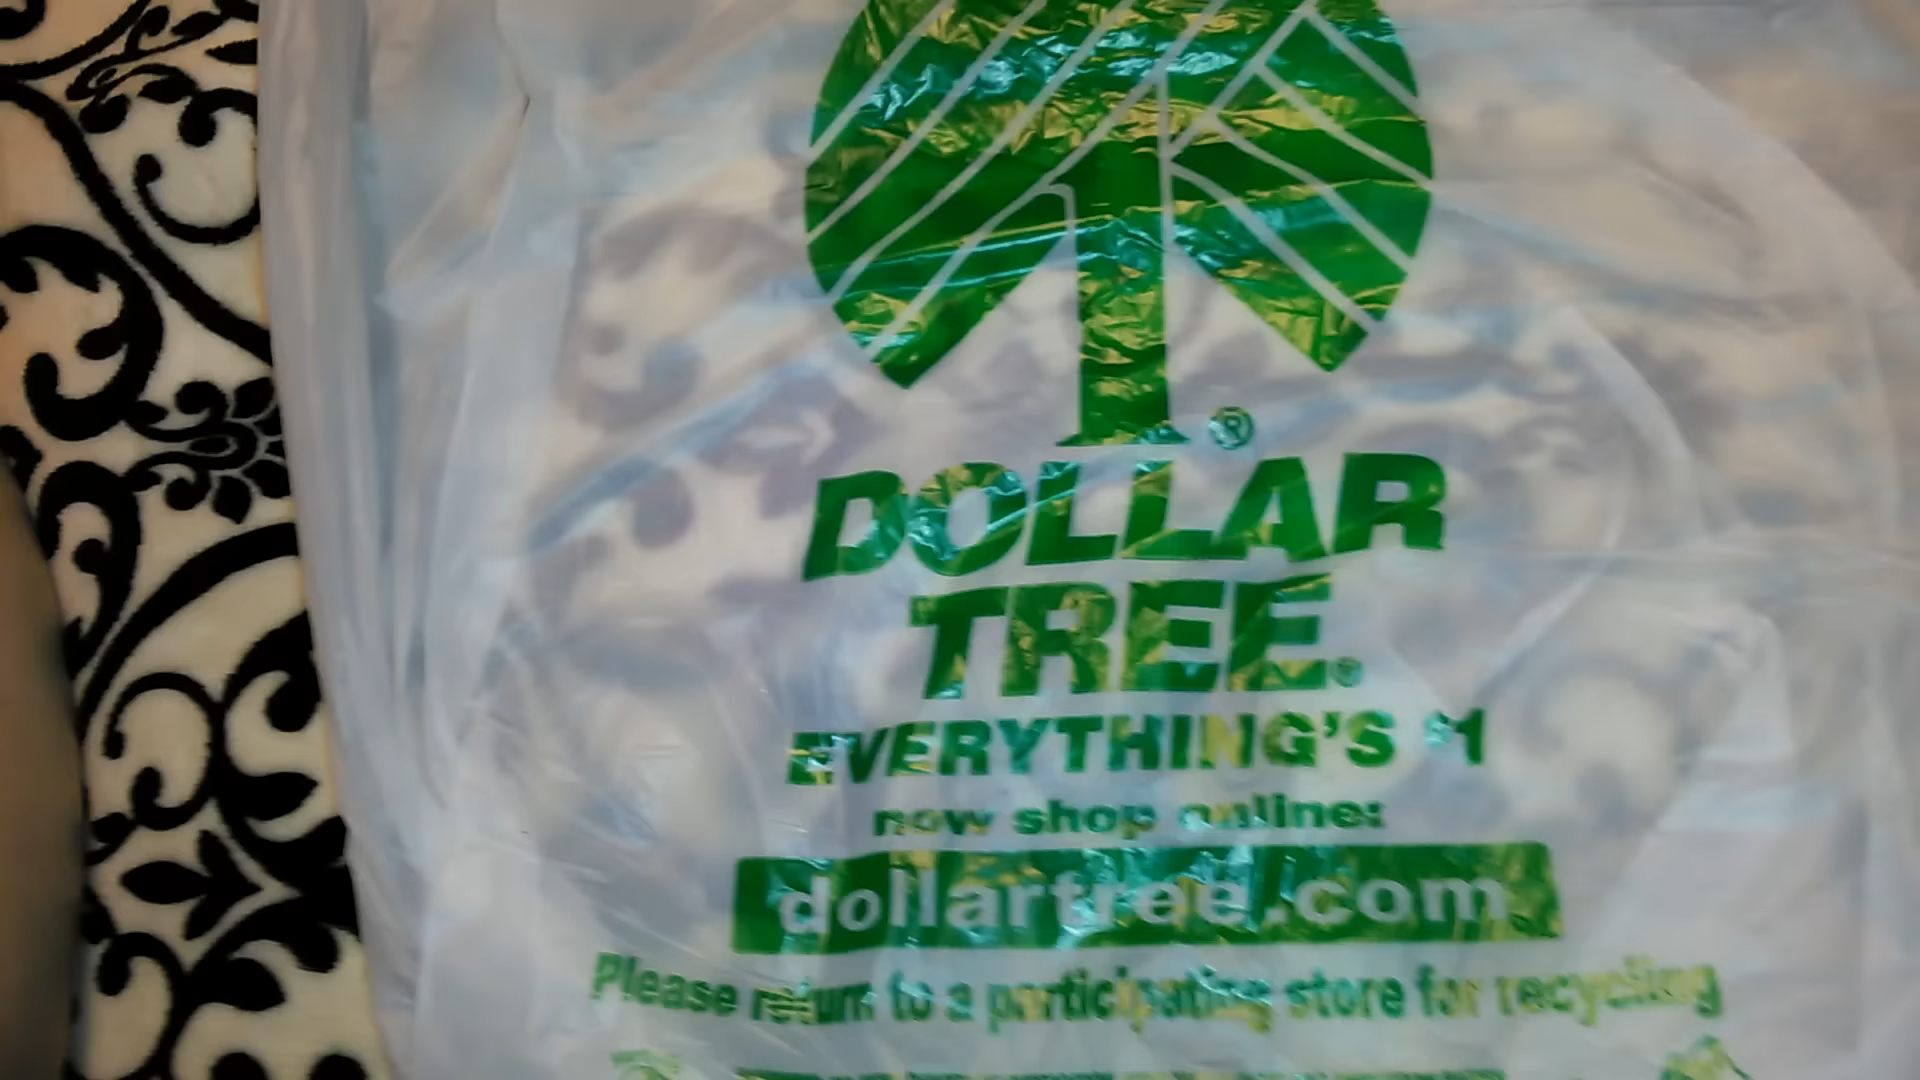 ®
DOLLAR
TREE®
EVERYTHING'S $1
now shop online:
dollartree.com
Please return to a participating store for recycling